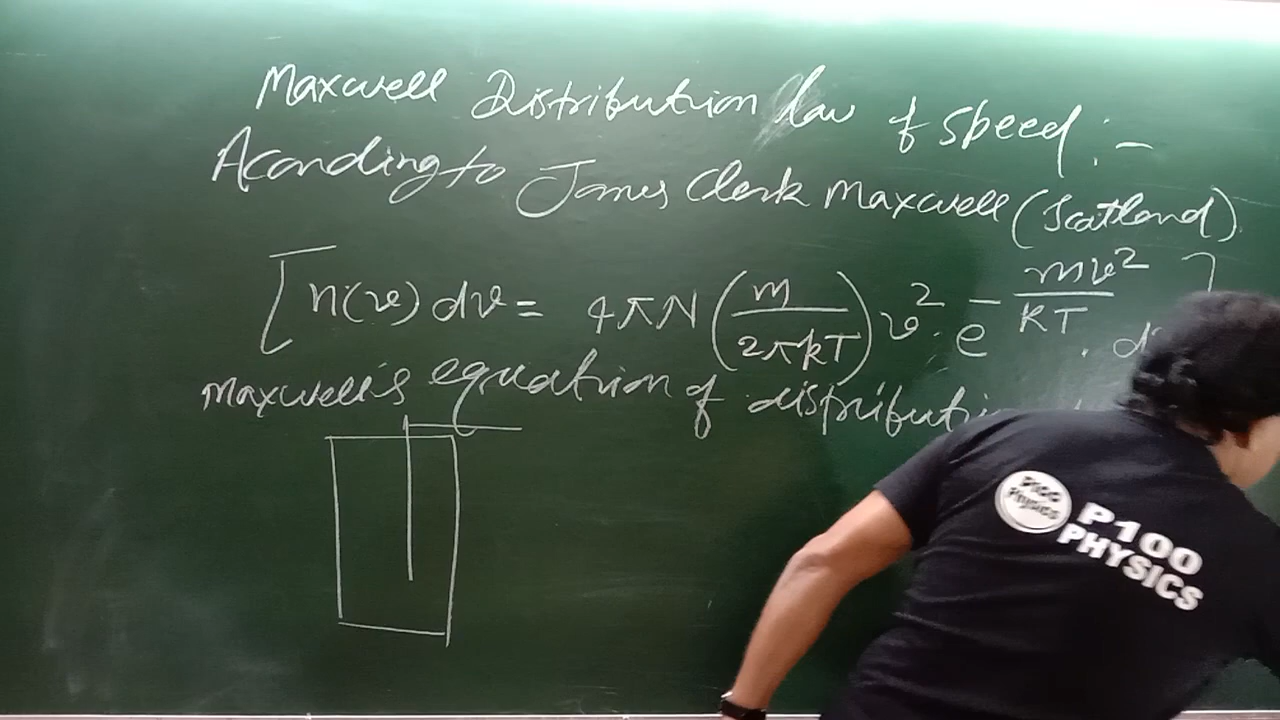 Maxwell Distribution law of speed :-
Acording to James Clerk Maxwell (Scotland)
[ n(v) dv = 4πN (m/2πkT) v². e^-mv²/kT . d ]
Maxwell's equation of distributi
P100 Physics
P100
PHYSICS